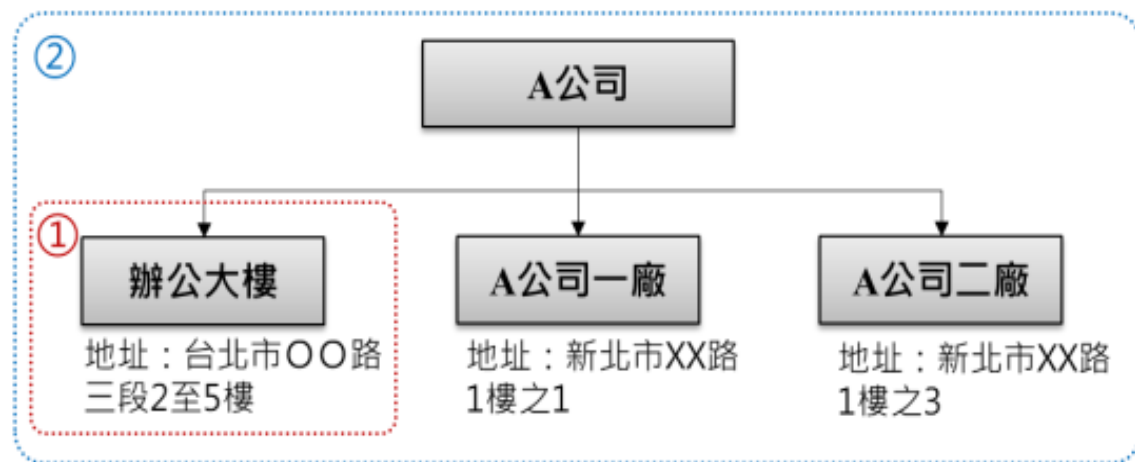 ②
A公司
①
辦公大樓
A公司一廠
A公司二廠
地址：台北市〇〇路
三段2至5樓
地址：新北市XX路
1樓之1
地址：新北市XX路
1樓之3